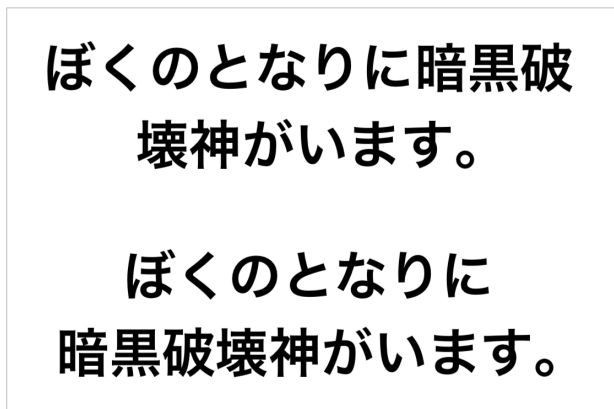 ぼくのとなりに暗黒破
壊神がいます。
ぼくのとなりに
暗黒破壊神がいます。